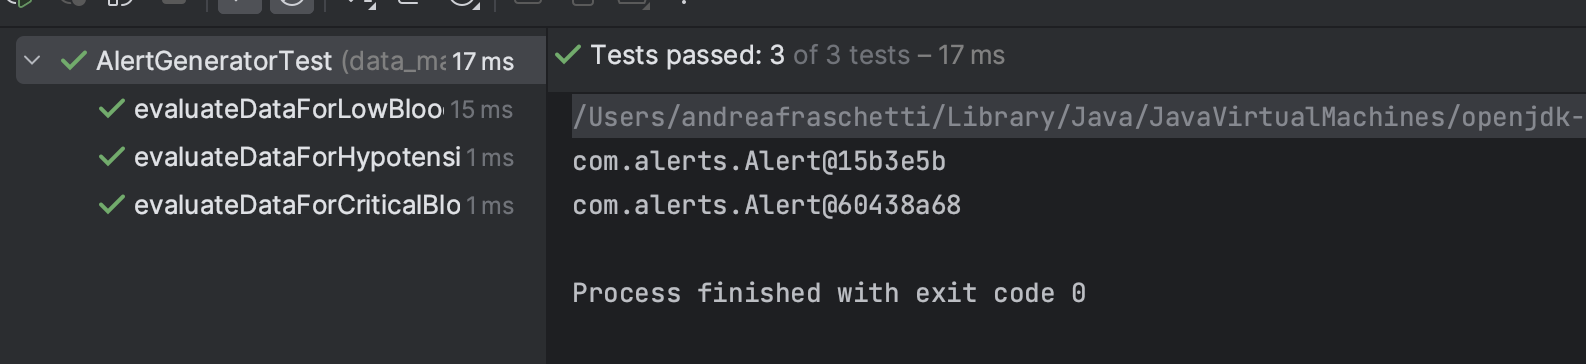 AlertGeneratorTest (data_ma 17 ms
evaluateDataForLowBloo 15 ms
evaluateDataForHypotensi 1 ms
evaluateDataForCriticalBlo 1 ms
Tests passed: 3 of 3 tests – 17 ms
/Users/andreafraschetti/Library/Java/JavaVirtualMachines/openjdk-
com.alerts.Alert@15b3e5b
com.alerts.Alert@60438a68
Process finished with exit code 0